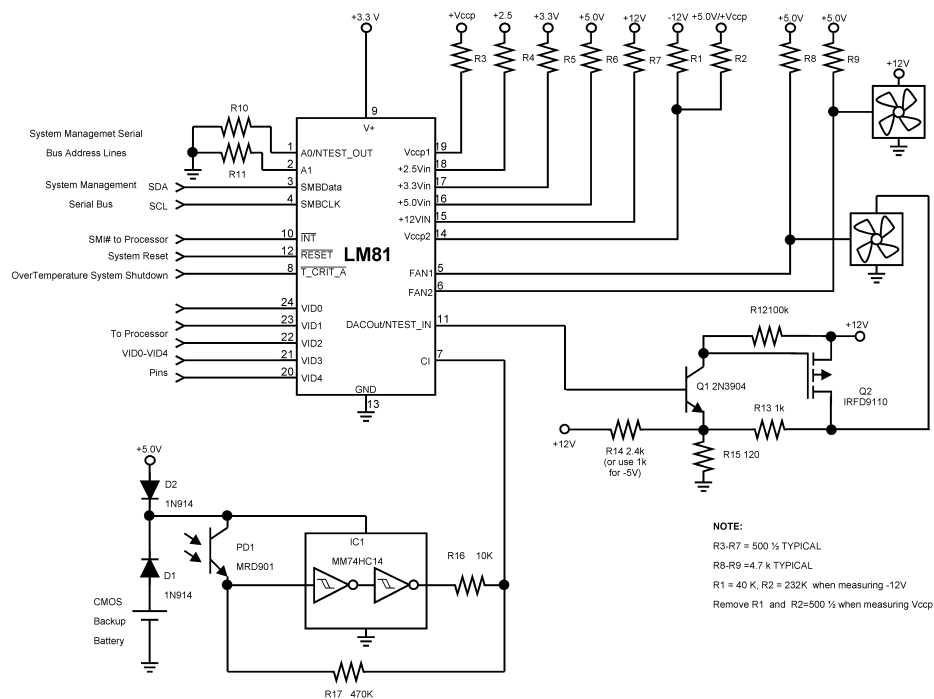 +3.3 V
+Vccp
+2.5
+3.3V
+5.0V
+12V
-12V
+5.0V/+Vccp
+5.0V
+5.0V
R3
R4
R5
R6
R7
R1
R2
R8
R9
+12V
9
V+
R10
R11
System Managemet Serial
Bus Address Lines
1
A0/NTEST_OUT
2
A1
System Management
Serial Bus
SDA
3
SMBData
SCL
4
SMBCLK
SMI# to Processor
10
INT
System Reset
12
RESET
OverTemperature System Shutdown
8
T_CRIT_A
LM81
24
VID0
23
VID1
To Processor
22
VID2
VID0-VID4
21
VID3
Pins
20
VID4
Vccp1
19
+2.5Vin
18
+3.3Vin
17
+5.0Vin
16
+12VIN
15
Vccp2
14
FAN1
5
FAN2
6
DACOut/NTEST_IN
11
CI
7
GND
13
R12100k
+12V
Q1 2N3904
Q2
IRFD9110
R13 1k
+12V
R14 2.4k
(or use 1k
for -5V)
R15 120
+5.0V
D2
1N914
PD1
MRD901
IC1
MM74HC14
R16 10K
D1
1N914
CMOS
Backup
Battery
R17 470K
NOTE:
R3-R7 = 500 ½ TYPICAL
R8-R9 =4.7 k TYPICAL
R1 = 40 K, R2 = 232K when measuring -12V
Remove R1 and R2=500 ½ when measuring Vccp